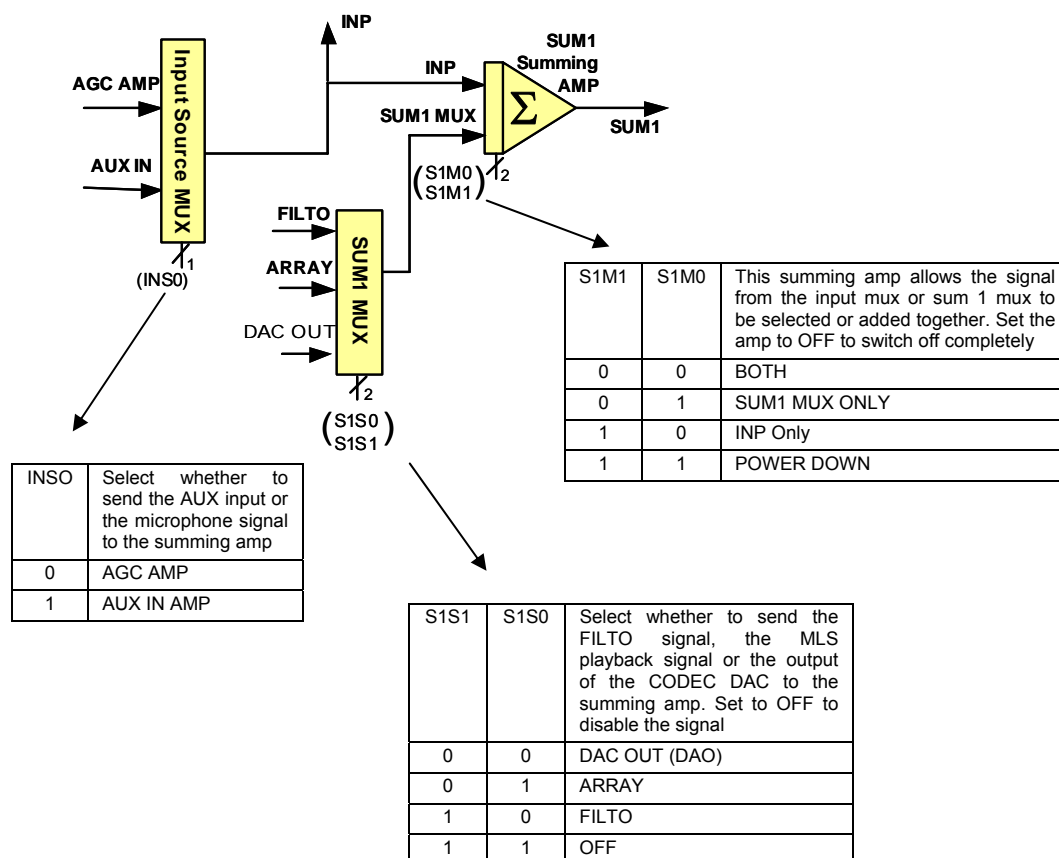 INP
SUM1
Summing
AMP
AGC AMP
INP
Input Source MUX
SUM1 MUX
Σ
SUM1
AUX IN
(S1M0
S1M1)
2
FILTO
1
(INS0)
ARRAY
SUM1 MUX
DAC OUT
2
(S1S0
S1S1)
S1M1 S1M0 This summing amp allows the signal
from the input mux or sum 1 mux to
be selected or added together. Set the
amp to OFF to switch off completely
0 0 BOTH
0 1 SUM1 MUX ONLY
1 0 INP Only
1 1 POWER DOWN
INSO Select whether to
send the AUX input or
the microphone signal
to the summing amp
0 AGC AMP
1 AUX IN AMP
S1S1 S1S0 Select whether to send the
FILTO signal, the MLS
playback signal or the output
of the CODEC DAC to the
summing amp. Set to OFF to
disable the signal
0 0 DAC OUT (DAO)
0 1 ARRAY
1 0 FILTO
1 1 OFF